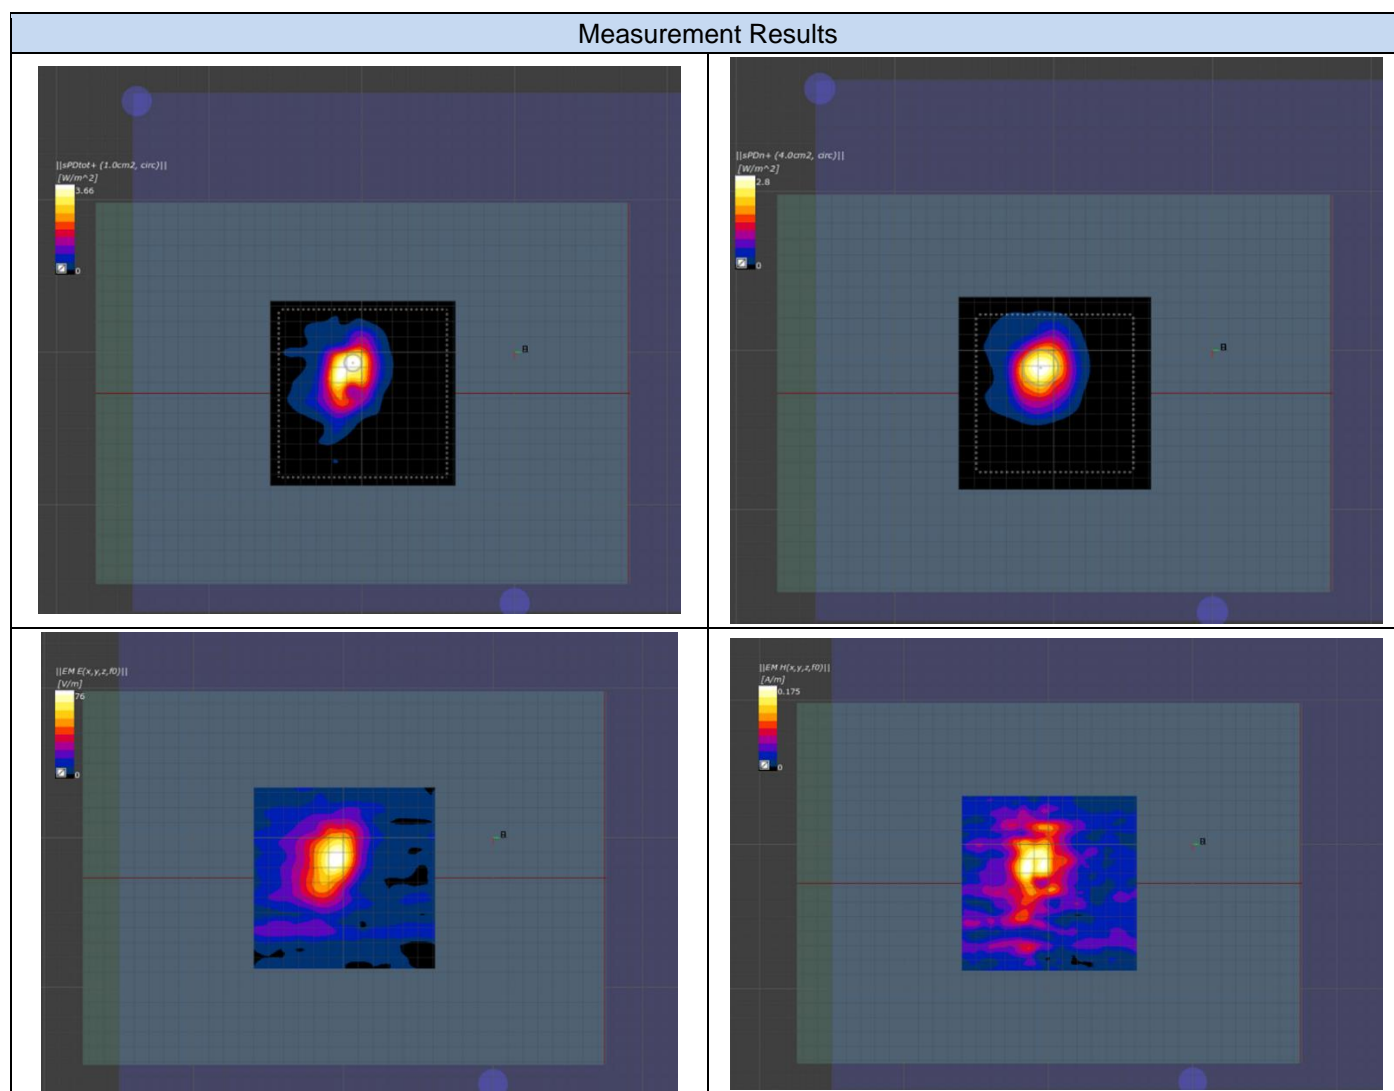 Measurement Results
||sPDtot+ (1.0cm2, circ)||
[W/m^2]
3.66
0
||sPDn+ (4.0cm2, circ)||
[W/m^2]
2.8
0
||EM E(x,y,z,f0)||
[V/m]
76
0
||EM H(x,y,z,f0)||
[A/m]
0.175
0